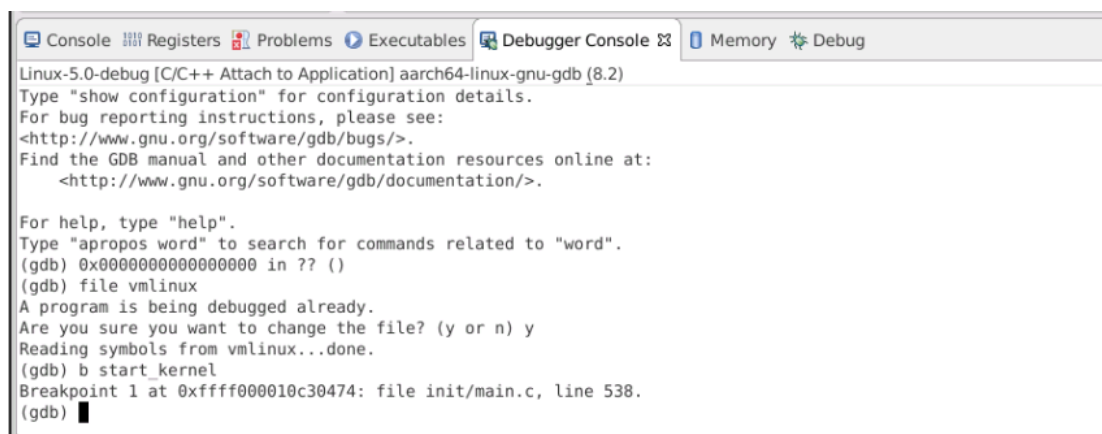 Console Registers Problems Executables Debugger Console Memory Debug
Linux-5.0-debug [C/C++ Attach to Application] aarch64-linux-gnu-gdb (8.2)
Type "show configuration" for configuration details.
For bug reporting instructions, please see:
<http://www.gnu.org/software/gdb/bugs/>.
Find the GDB manual and other documentation resources online at:
    <http://www.gnu.org/software/gdb/documentation/>.
For help, type "help".
Type "apropos word" to search for commands related to "word".
(gdb) 0x0000000000000000 in ?? ()
(gdb) file vmlinux
A program is being debugged already.
Are you sure you want to change the file? (y or n) y
Reading symbols from vmlinux...done.
(gdb) b start_kernel
Breakpoint 1 at 0xffff000010c30474: file init/main.c, line 538.
(gdb)